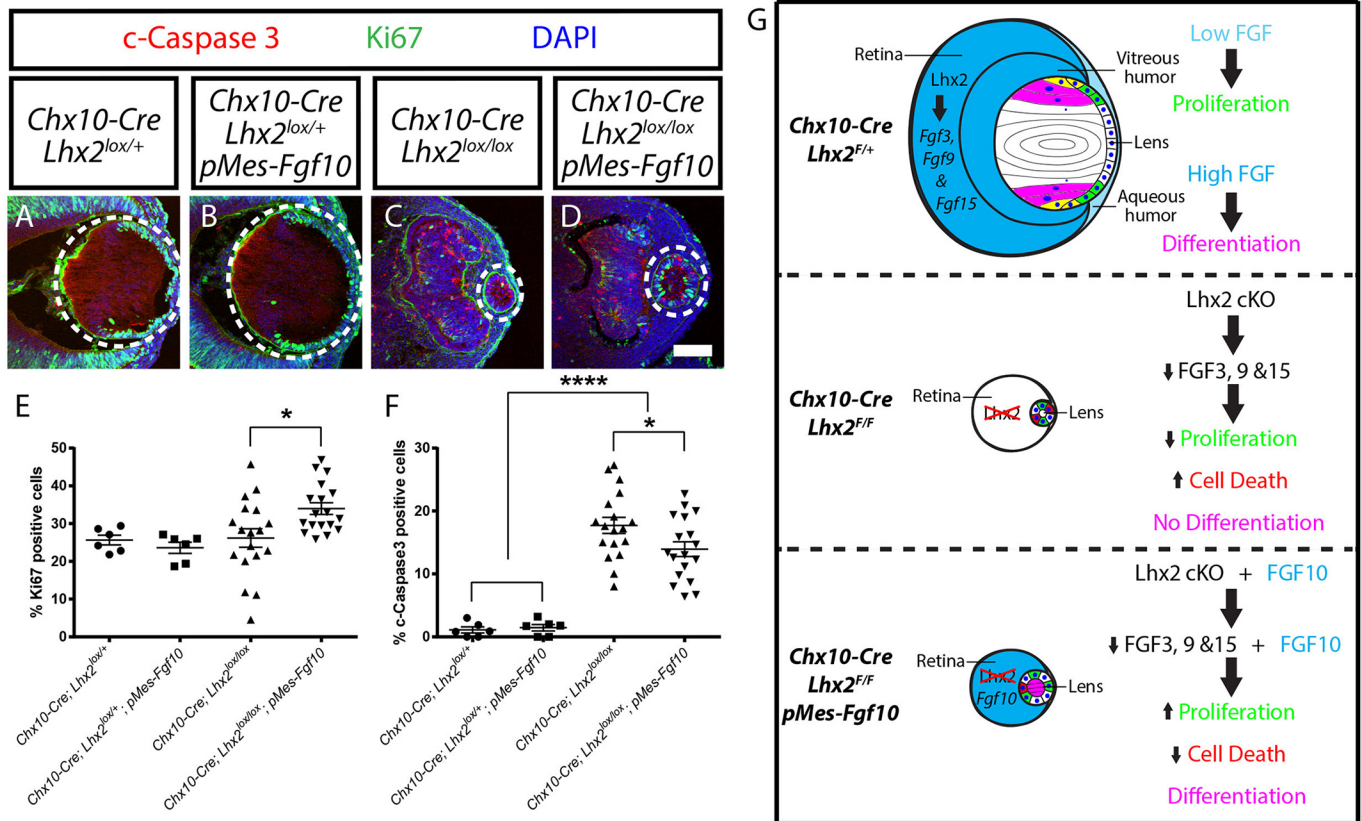 c-Caspase 3 Ki67 DAPI
Chx10-Cre
Lhx2lox/+
Chx10-Cre
Lhx2lox/+
pMes-Fgf10
Chx10-Cre
Lhx2lox/lox
Chx10-Cre
Lhx2lox/lox
pMes-Fgf10
A
B
C
D
E
*
% Ki67 positive cells
50
40
30
20
10
0
Chx10-Cre; Lhx2lox/+
Chx10-Cre; Lhx2lox/+; pMes-Fgf10
Chx10-Cre; Lhx2lox/lox
Chx10-Cre; Lhx2lox/lox; pMes-Fgf10
F
****
*
% c-Caspase3 positive cells
30
20
10
0
Chx10-Cre; Lhx2lox/+
Chx10-Cre; Lhx2lox/+; pMes-Fgf10
Chx10-Cre; Lhx2lox/lox
Chx10-Cre; Lhx2lox/lox; pMes-Fgf10
G
Chx10-Cre
Lhx2F/+
Retina
Lhx2
Fgf3,
Fgf9
&
Fgf15
Vitreous
humor
Lens
Aqueous
humor
Low FGF
Proliferation
High FGF
Differentiation
Chx10-Cre
Lhx2F/F
Retina
Lhx2
Lens
Lhx2 cKO
FGF3, 9 &15
Proliferation
Cell Death
No Differentiation
Chx10-Cre
Lhx2F/F
pMes-Fgf10
Retina
Lhx2
Fgf10
Lens
Lhx2 cKO + FGF10
FGF3, 9 &15 + FGF10
Proliferation
Cell Death
Differentiation